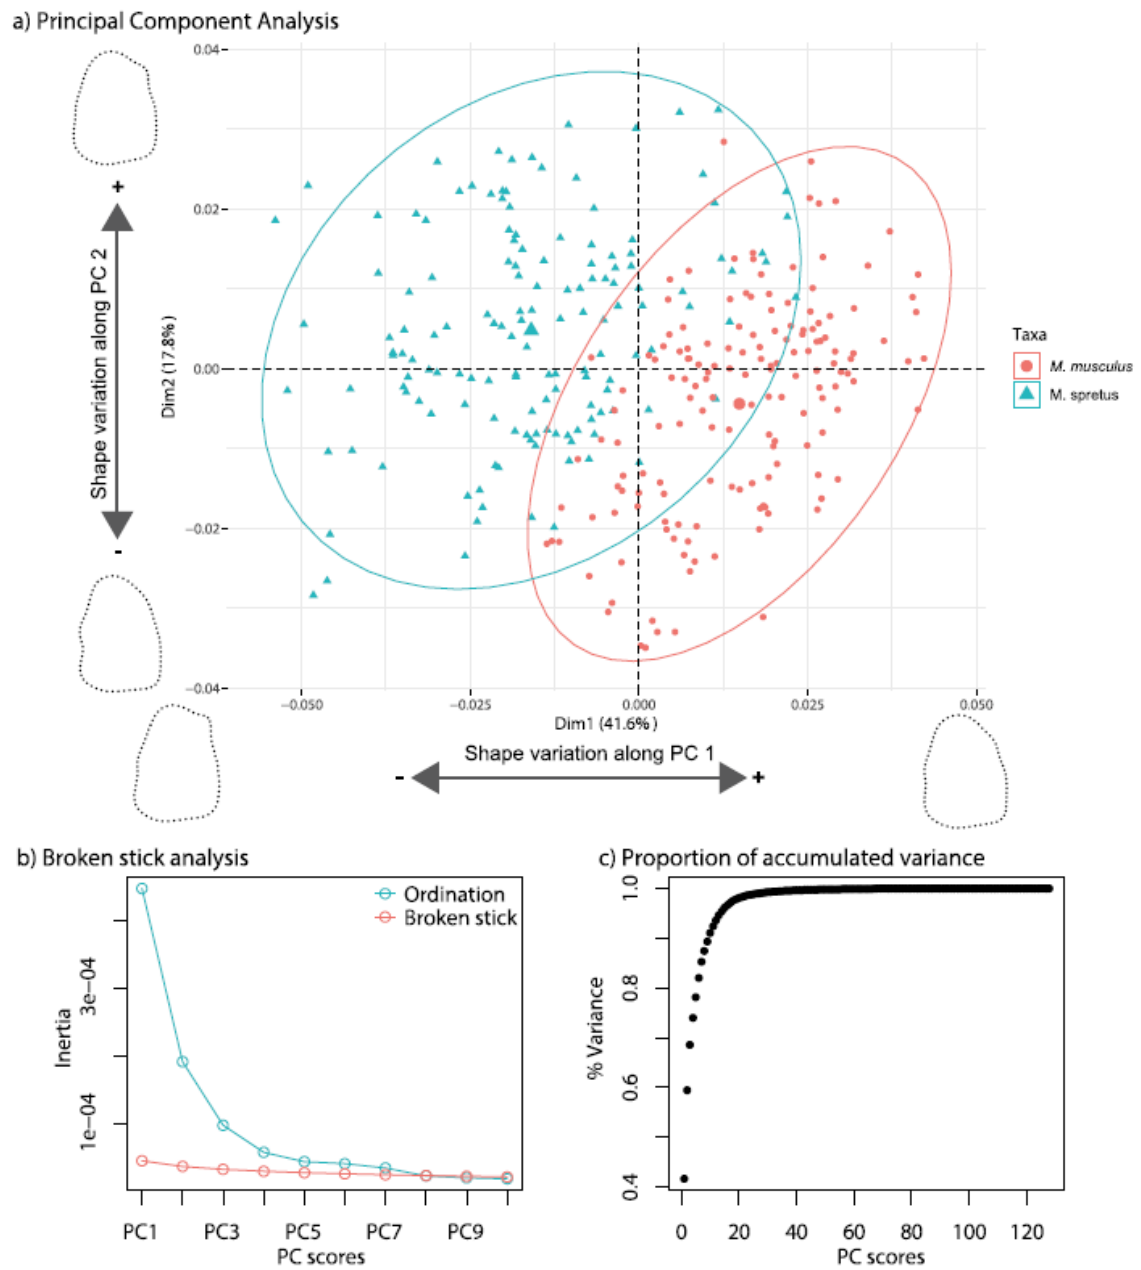 a) Principal Component Analysis
0.04
0.02
0.00
−0.02
−0.04
Dim2 (17.8%)
+
Shape variation along PC 2
-
Taxa
M. musculus
M. spretus
−0.050
−0.025
0.000
0.025
0.050
Dim1 (41.6%)
Shape variation along PC 1
-
+
b) Broken stick analysis
Ordination
Broken stick
Inertia
3e−04
1e−04
PC1
PC3
PC5
PC7
PC9
PC scores
c) Proportion of accumulated variance
% Variance
1.0
0.8
0.6
0.4
0
20
40
60
80
100
120
PC scores